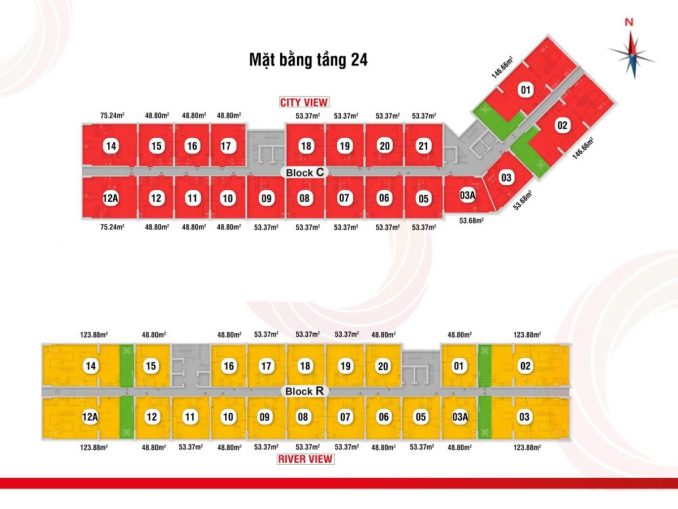 N
Mặt bằng tầng 24
CITY VIEW
146.66m²
75.24m² 48.80m² 48.80m² 48.80m² 53.37m² 53.37m² 53.37m² 53.37m²
01
02
14 15 16 17 18 19 20 21
146.66m²
Block C
03
12A 12 11 10 09 08 07 06 05 03A
53.68m²
75.24m² 48.80m² 48.80m² 48.80m² 53.37m² 53.37m² 53.37m² 53.37m² 53.37m² 53.68m²
123.88m² 48.80m² 48.80m² 53.37m² 53.37m² 53.37m² 48.80m² 48.80m² 123.88m²
14 15 16 17 18 19 20 01 02
Block R
12A 12 11 10 09 08 07 06 05 03A 03
123.88m² 48.80m² 53.37m² 48.80m² 53.37m² 53.37m² 53.37m² 48.80m² 53.37m² 48.80m² 123.88m²
RIVER VIEW